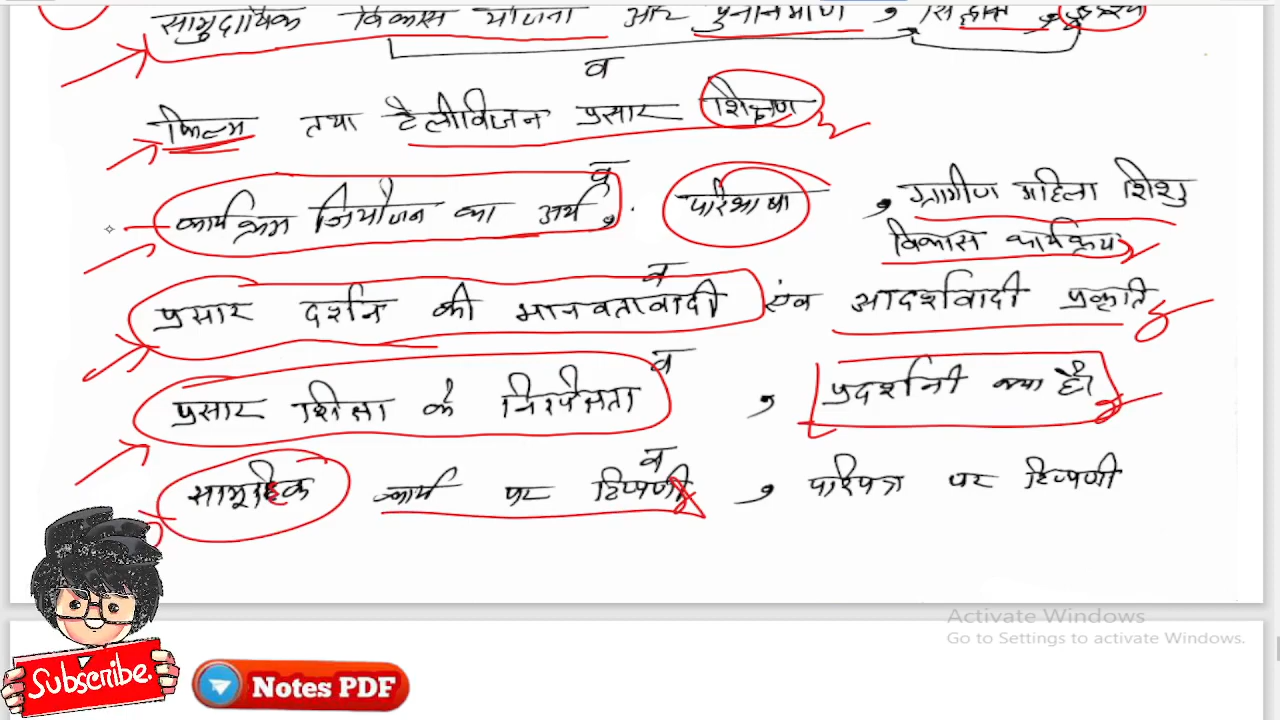 सामुदायिक विकास योजना और पुनर्निर्माण , सिद्धांत ,
व
फिल्म तथा टेलीविजन प्रसार शिक्षण
व
कार्यक्रम नियोजन का अर्थ , परिभाषा , ग्रामीण महिला शिशु
विकास कार्यक्रम
व
प्रसार दर्शन की मानवतावादी एंव आदर्शवादी प्रकृति
व
प्रसार शिक्षा के निरपेक्षता , प्रदर्शनी क्या है।
व
सामूहिक कार्य पर टिप्पणी , परिपत्र पर टिप्पणी
Activate Windows
Go to Settings to activate Windows.
Subscribe.
Notes PDF